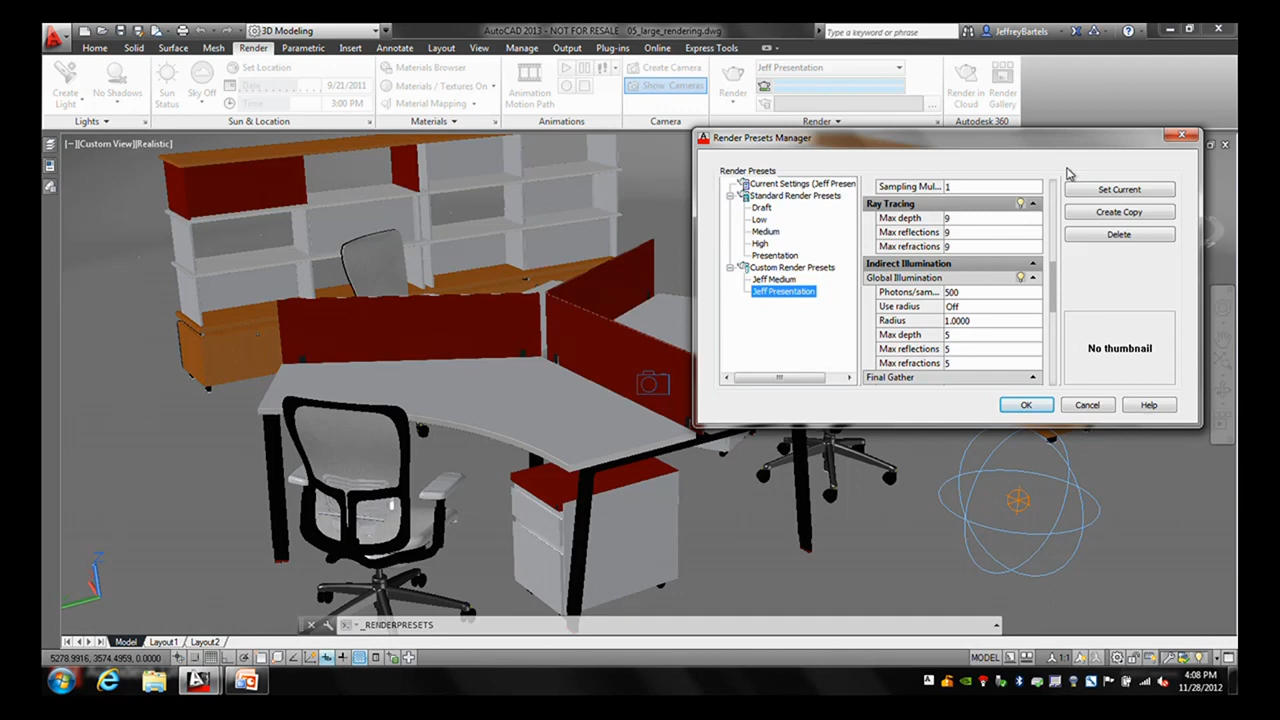 3D Modeling
AutoCAD 2013 - NOT FOR RESALE 05_large_rendering.dwg
Type a keyword or phrase
JeffreyBartels
Home Solid Surface Mesh Render Parametric Insert Annotate Layout View Manage Output Plug-ins Online Express Tools
Create Light
No Shadows
Sun Status
Sky Off
Set Location
Date 9/21/2011
Time 3:00 PM
Materials Browser
Materials / Textures On
Material Mapping
Animation Motion Path
Create Camera
Show Cameras
Render
Jeff Presentation
Render in Cloud
Render Gallery
Lights Sun & Location Materials Animations Camera Render Autodesk 360
[−][Custom View][Realistic]
Render Presets Manager
Render Presets
Current Settings (Jeff Presen
Standard Render Presets
Draft
Low
Medium
High
Presentation
Custom Render Presets
Jeff Medium
Jeff Presentation
Sampling Mul... 1
Ray Tracing
Max depth 9
Max reflections 9
Max refractions 9
Indirect Illumination
Global Illumination
Photons/sam... 500
Use radius Off
Radius 1.0000
Max depth 5
Max reflections 5
Max refractions 5
Final Gather
Set Current
Create Copy
Delete
No thumbnail
OK Cancel Help
Z
_RENDERPRESETS
Model Layout1 Layout2
5278.9916, 3574.4959, 0.0000
MODEL
1:1
4:08 PM
11/28/2012